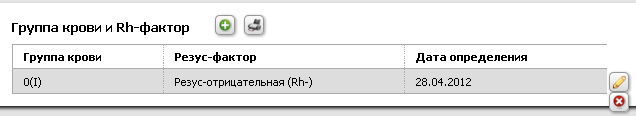 Группа крови и Rh-фактор
Группа крови Резус-фактор Дата определения
0(I) Резус-отрицательная (Rh-) 28.04.2012